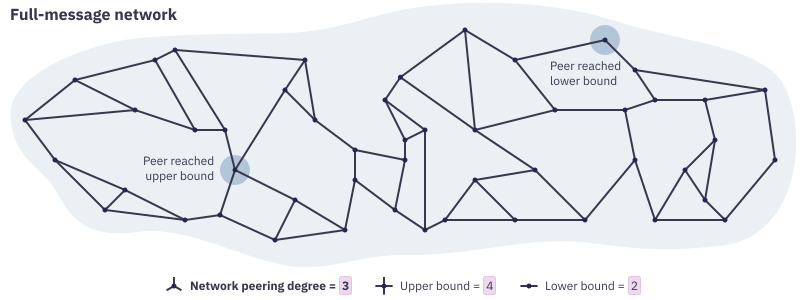 Full-message network
Peer reached
lower bound
Peer reached
upper bound
Network peering degree = 3
Upper bound = 4
Lower bound = 2